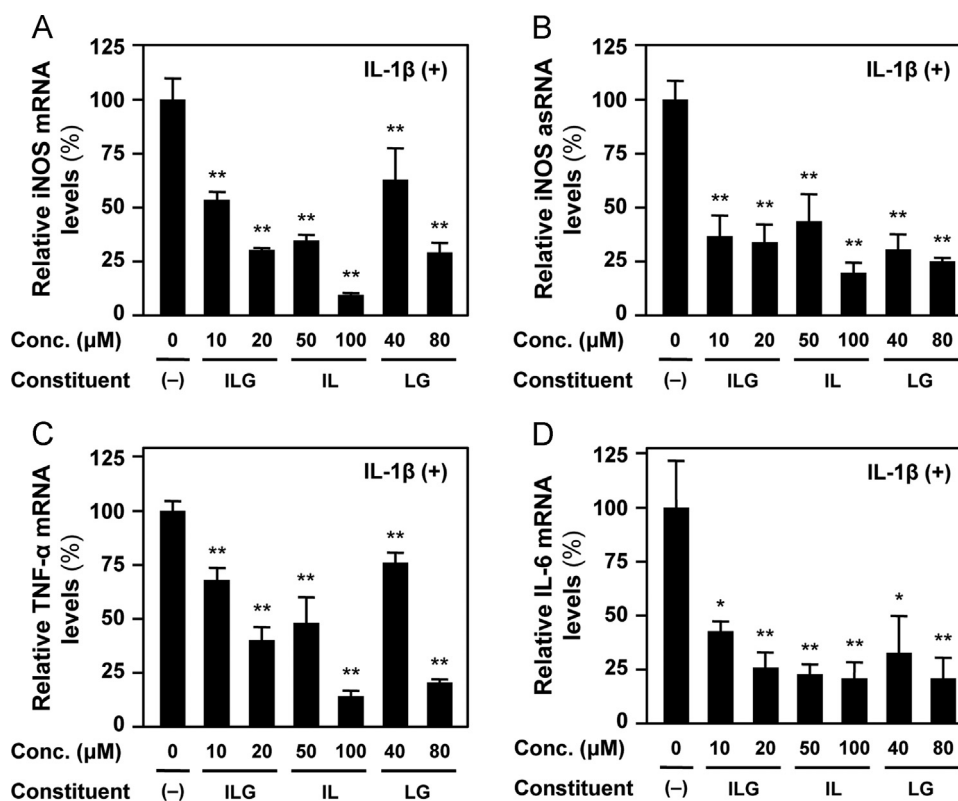 A
Relative iNOS mRNA
levels (%)
125
100
75
50
25
0
IL-1β (+)
**
**
**
**
**
**
Conc. (μM) 0 10 20 50 100 40 80
Constituent (–) ILG IL LG
B
Relative iNOS asRNA
levels (%)
125
100
75
50
25
0
IL-1β (+)
**
**
**
**
**
**
Conc. (μM) 0 10 20 50 100 40 80
Constituent (–) ILG IL LG
C
Relative TNF-α mRNA
levels (%)
125
100
75
50
25
0
IL-1β (+)
**
**
**
**
**
**
Conc. (μM) 0 10 20 50 100 40 80
Constituent (–) ILG IL LG
D
Relative IL-6 mRNA
levels (%)
125
100
75
50
25
0
IL-1β (+)
*
**
**
**
*
**
Conc. (μM) 0 10 20 50 100 40 80
Constituent (–) ILG IL LG